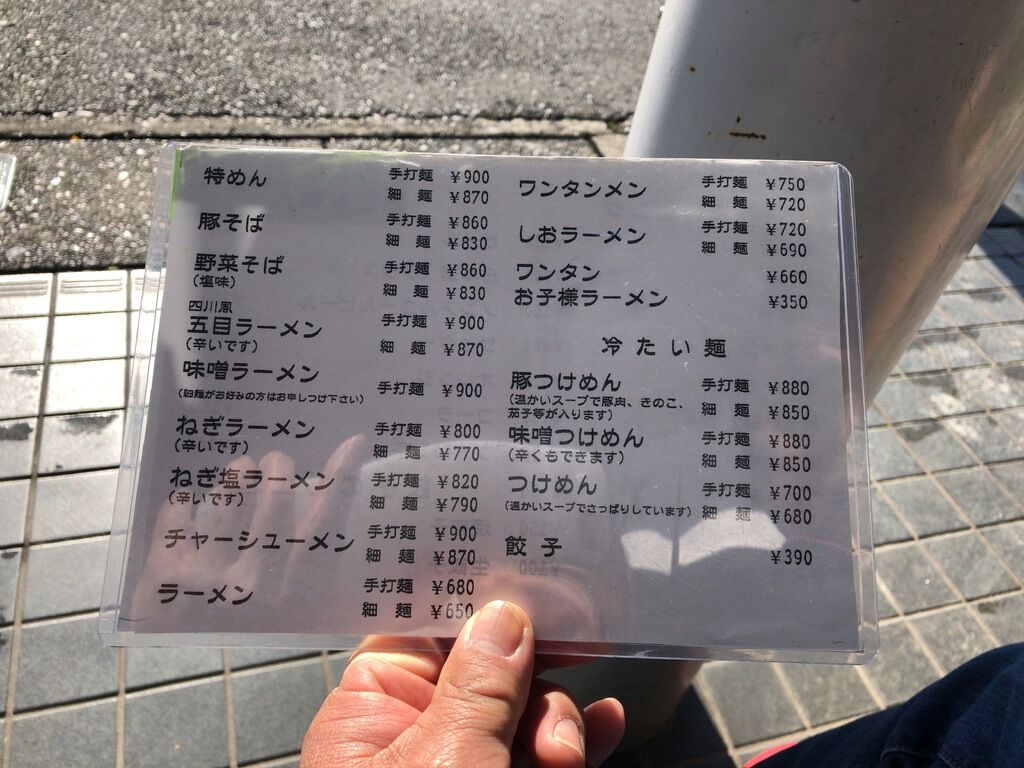 特めん 手打麺 ￥900
細麺 ￥870
豚そば 手打麺 ￥860
細麺 ￥830
野菜そば 手打麺 ￥860
(塩味) 細麺 ￥830
四川風
五目ラーメン 手打麺 ￥900
(辛いです) 細麺 ￥870
味噌ラーメン
(細麺がお好みの方はお申しつけ下さい) 手打麺 ￥900
ねぎラーメン 手打麺 ￥800
(辛いです) 細麺 ￥770
ねぎ塩ラーメン 手打麺 ￥820
(辛いです) 細麺 ￥790
チャーシューメン 手打麺 ￥900
細麺 ￥870
ラーメン 手打麺 ￥680
細麺 ￥650
ワンタンメン 手打麺 ￥750
細麺 ￥720
しおラーメン 手打麺 ￥720
細麺 ￥690
ワンタン ￥660
お子様ラーメン ￥350
冷たい麺
豚つけめん 手打麺 ￥880
(温かいスープで豚肉、きのこ、
茄子等が入ります) 細麺 ￥850
味噌つけめん 手打麺 ￥880
(辛くもできます) 細麺 ￥850
つけめん 手打麺 ￥700
(温かいスープでさっぱりしています) 細麺 ￥680
餃子 ￥390